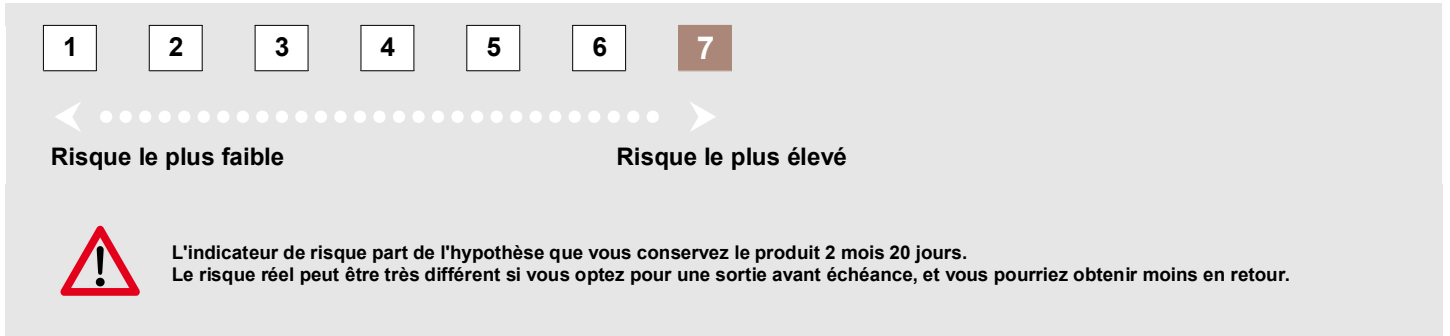 1 2 3 4 5 6 7
Risque le plus faible Risque le plus élevé
L'indicateur de risque part de l'hypothèse que vous conservez le produit 2 mois 20 jours.
Le risque réel peut être très différent si vous optez pour une sortie avant échéance, et vous pourriez obtenir moins en retour.